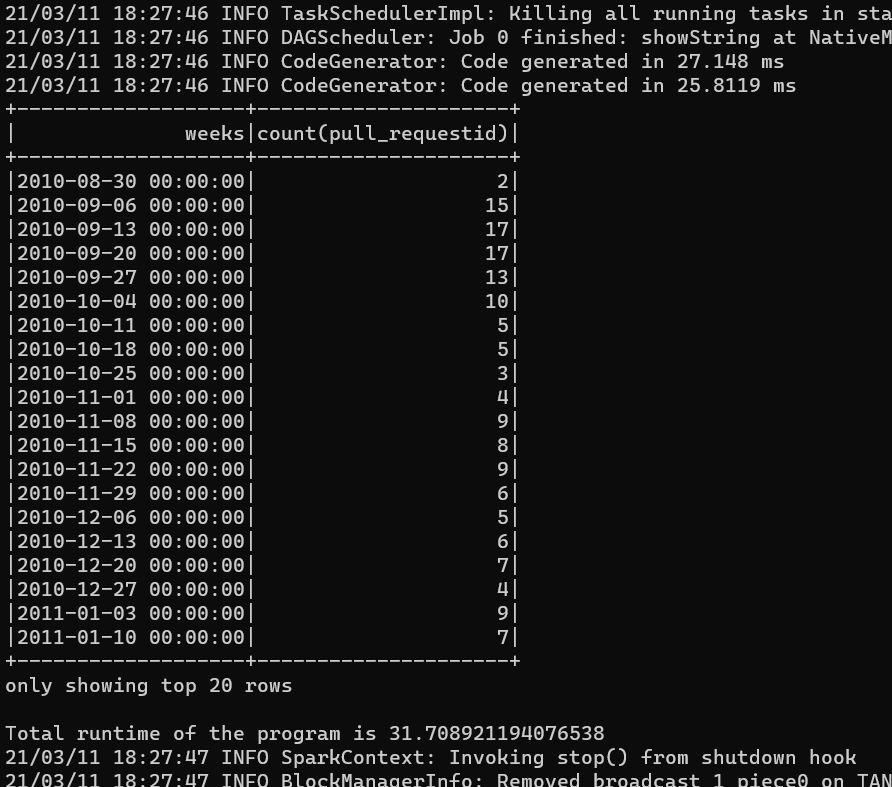 21/03/11 18:27:46 INFO TaskSchedulerImpl: Killing all running tasks in sta
21/03/11 18:27:46 INFO DAGScheduler: Job 0 finished: showString at NativeM
21/03/11 18:27:46 INFO CodeGenerator: Code generated in 27.148 ms
21/03/11 18:27:46 INFO CodeGenerator: Code generated in 25.8119 ms
+-------------------+---------------------+
|              weeks|count(pull_requestid)|
+-------------------+---------------------+
|2010-08-30 00:00:00|                    2|
|2010-09-06 00:00:00|                   15|
|2010-09-13 00:00:00|                   17|
|2010-09-20 00:00:00|                   17|
|2010-09-27 00:00:00|                   13|
|2010-10-04 00:00:00|                   10|
|2010-10-11 00:00:00|                    5|
|2010-10-18 00:00:00|                    5|
|2010-10-25 00:00:00|                    3|
|2010-11-01 00:00:00|                    4|
|2010-11-08 00:00:00|                    9|
|2010-11-15 00:00:00|                    8|
|2010-11-22 00:00:00|                    9|
|2010-11-29 00:00:00|                    6|
|2010-12-06 00:00:00|                    5|
|2010-12-13 00:00:00|                    6|
|2010-12-20 00:00:00|                    7|
|2010-12-27 00:00:00|                    4|
|2011-01-03 00:00:00|                    9|
|2011-01-10 00:00:00|                    7|
+-------------------+---------------------+
only showing top 20 rows
Total runtime of the program is 31.708921194076538
21/03/11 18:27:47 INFO SparkContext: Invoking stop() from shutdown hook
21/03/11 18:27:47 INFO BlockManagerInfo: Removed broadcast_1_piece0 on TAN